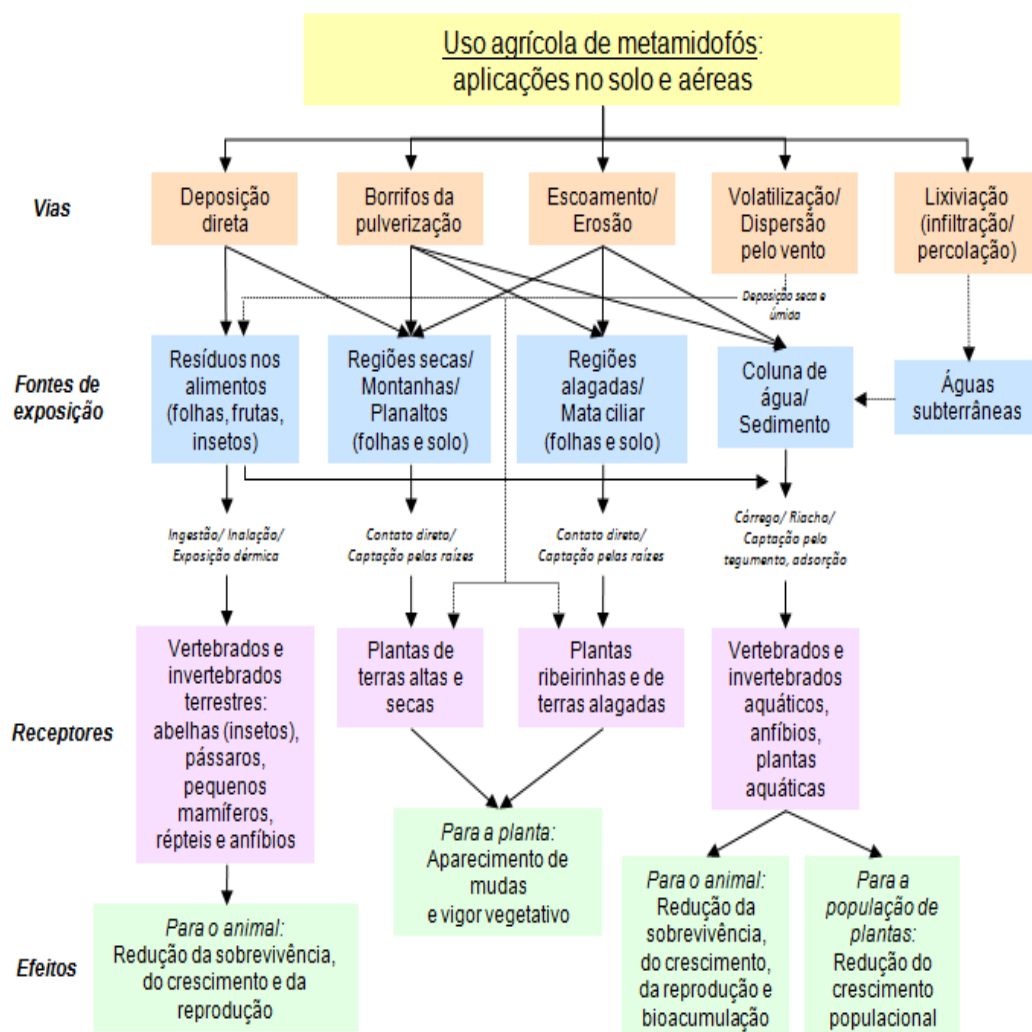 Uso agrícola de metamidofós:
aplicações no solo e aéreas
Vias
Deposição
direta
Borrifos da
pulverização
Escoamento/
Erosão
Volatilização/
Dispersão
pelo vento
Lixiviação
(infiltração/
percolação)
Deposição seca e
úmida
Fontes de
exposição
Resíduos nos
alimentos
(folhas, frutas,
insetos)
Regiões secas/
Montanhas/
Planaltos
(folhas e solo)
Regiões
alagadas/
Mata ciliar
(folhas e solo)
Coluna de
água/
Sedimento
Águas
subterrâneas
Ingestão/ Inalação/
Exposição dérmica
Contato direto/
Captação pelas raízes
Contato direto/
Captação pelas raízes
Córrego/ Riacho/
Captação pelo
tegumento, adsorção
Receptores
Vertebrados e
invertebrados
terrestres:
abelhas (insetos),
pássaros,
pequenos
mamíferos,
répteis e anfíbios
Plantas de
terras altas e
secas
Plantas
ribeirinhas e de
terras alagadas
Vertebrados e
invertebrados
aquáticos,
anfíbios,
plantas
aquáticas
Efeitos
Para o animal:
Redução da sobrevivência,
do crescimento e da
reprodução
Para a planta:
Aparecimento de
mudas
e vigor vegetativo
Para o animal:
Redução da
sobrevivência,
do crescimento,
da reprodução e
bioacumulação
Para a
população de
plantas:
Redução do
crescimento
populacional